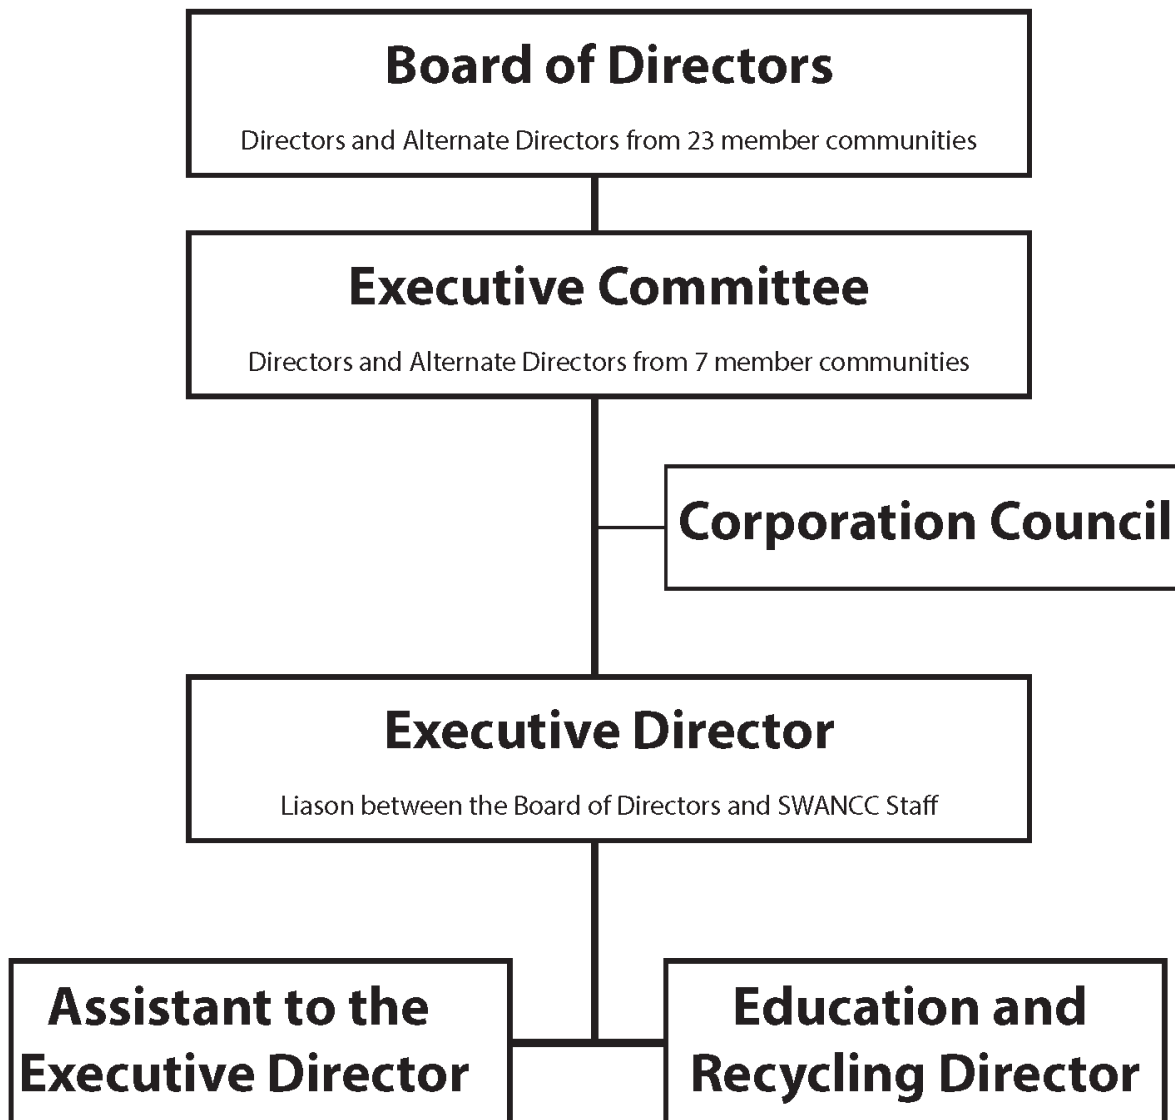 Board of Directors
Directors and Alternate Directors from 23 member communities
Executive Committee
Directors and Alternate Directors from 7 member communities
Corporation Council
Executive Director
Liason between the Board of Directors and SWANCC Staff
Assistant to the
Executive Director
Education and
Recycling Director